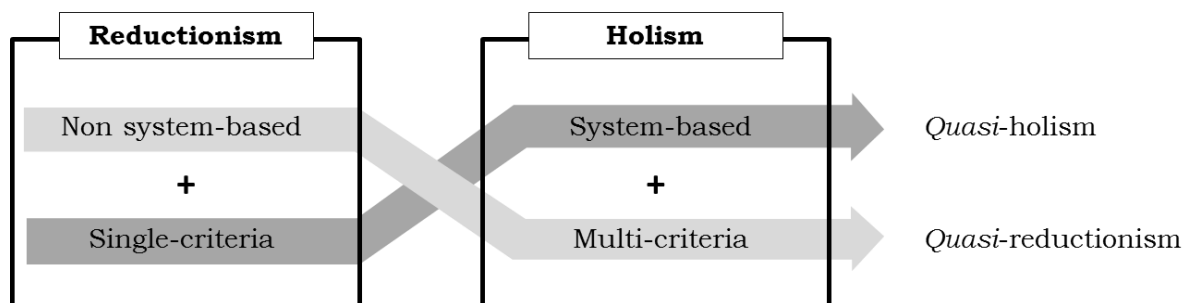 Reductionism
Holism
Non system-based
System-based
Quasi-holism
+
+
Single-criteria
Multi-criteria
Quasi-reductionism